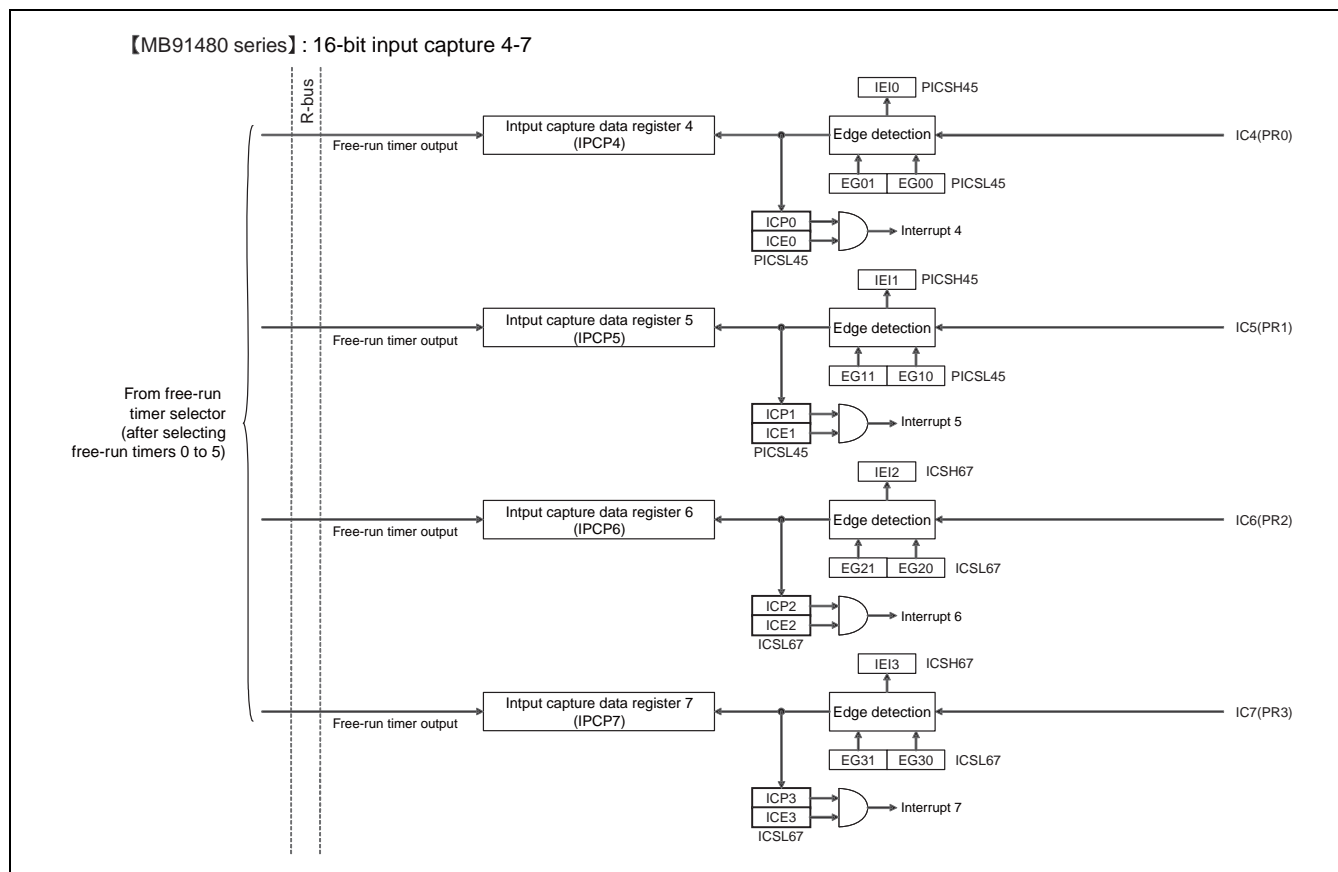 【MB91480 series】: 16-bit input capture 4-7
R-bus
IEI0 PICSH45
Intput capture data register 4
(IPCP4)
Edge detection
IC4(PR0)
Free-run timer output
EG01 EG00 PICSL45
ICP0
ICE0
Interrupt 4
PICSL45
IEI1 PICSH45
Intput capture data register 5
(IPCP5)
Edge detection
IC5(PR1)
Free-run timer output
EG11 EG10 PICSL45
From free-run
timer selector
(after selecting
free-run timers 0 to 5)
ICP1
ICE1
Interrupt 5
PICSL45
IEI2 ICSH67
Intput capture data register 6
(IPCP6)
Edge detection
IC6(PR2)
Free-run timer output
EG21 EG20 ICSL67
ICP2
ICE2
Interrupt 6
ICSL67
IEI3 ICSH67
Intput capture data register 7
(IPCP7)
Edge detection
IC7(PR3)
Free-run timer output
EG31 EG30 ICSL67
ICP3
ICE3
Interrupt 7
ICSL67